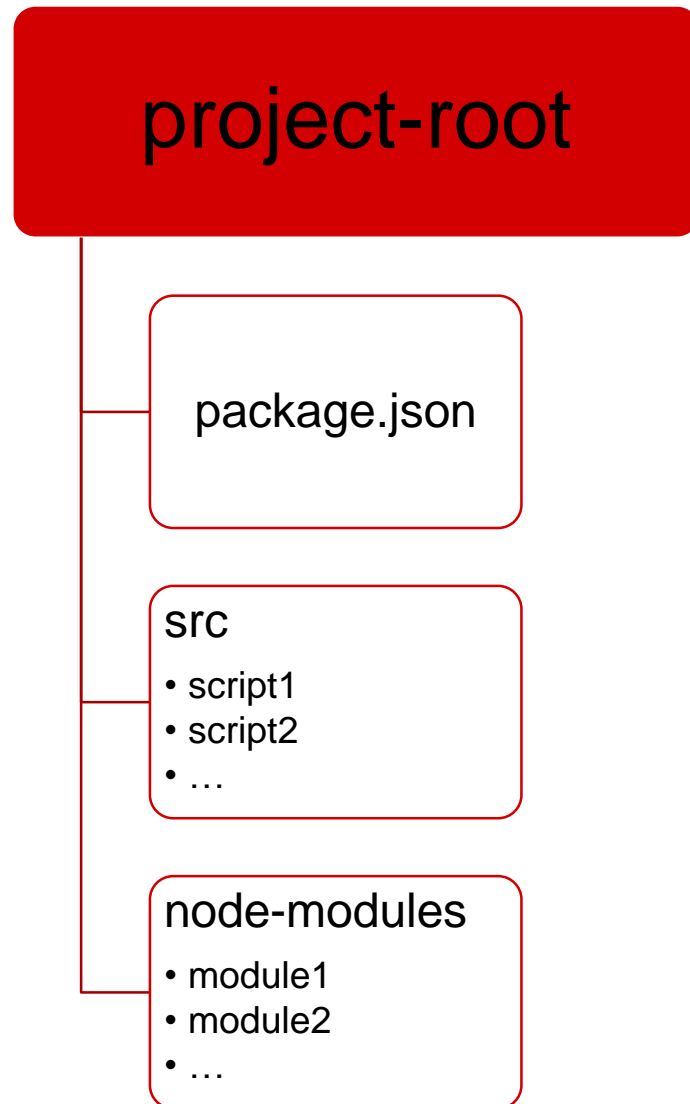 project-root
package.json
src
• script1
• script2
• …
node-modules
• module1
• module2
• …